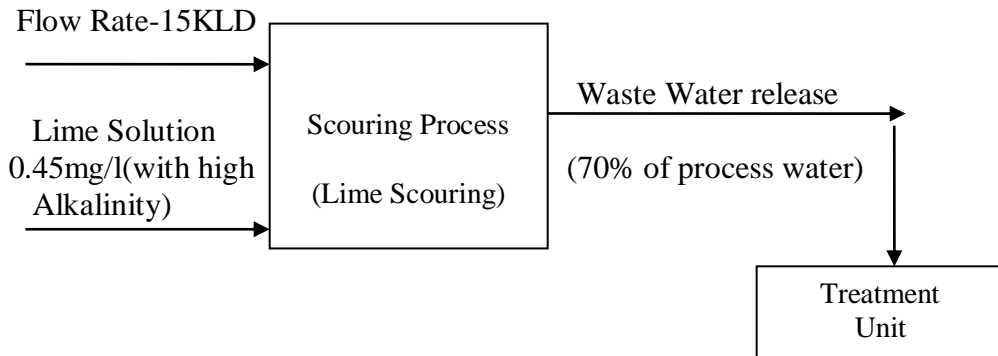 Flow Rate-15KLD
Lime Solution
0.45mg/l(with high
Alkalinity)
Scouring Process
(Lime Scouring)
Waste Water release
(70% of process water)
Treatment
Unit